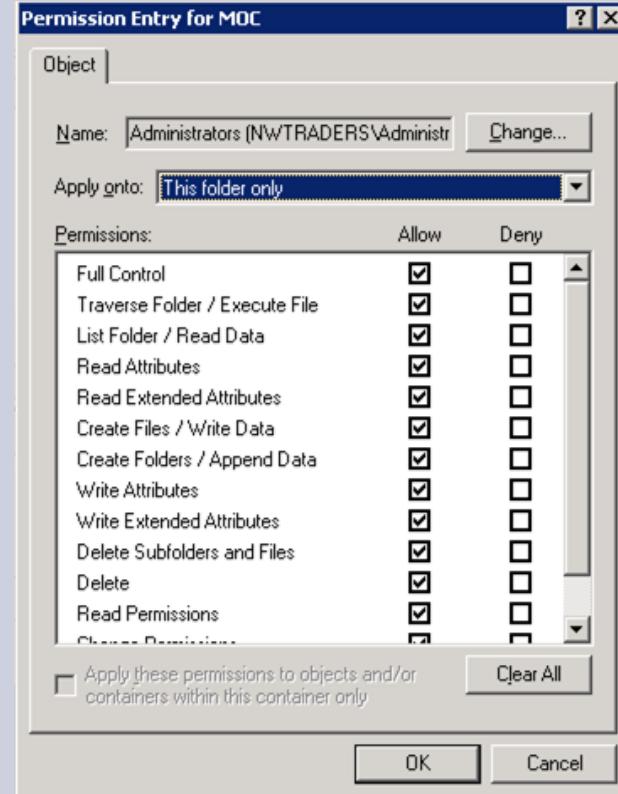 Permission Entry for MOC
Object
Name: Administrators (NWTRADERS\Administr Change...
Apply onto: This folder only
Permissions: Allow Deny
Full Control
Traverse Folder / Execute File
List Folder / Read Data
Read Attributes
Read Extended Attributes
Create Files / Write Data
Create Folders / Append Data
Write Attributes
Write Extended Attributes
Delete Subfolders and Files
Delete
Read Permissions
Change Permissions
Apply these permissions to objects and/or
containers within this container only
Clear All
OK Cancel